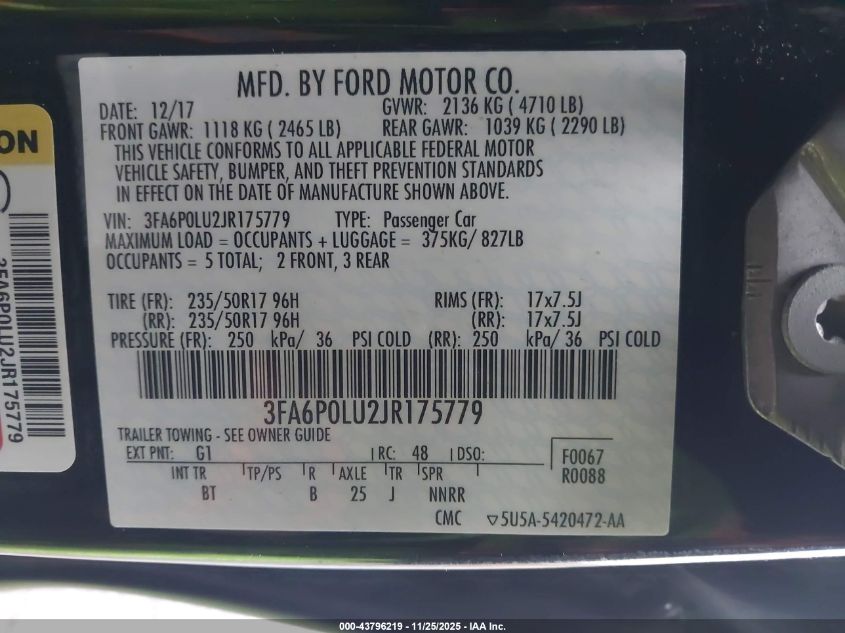 MFD. BY FORD MOTOR CO.
DATE: 12/17 GVWR: 2136 KG ( 4710 LB)
FRONT GAWR: 1118 KG ( 2465 LB) REAR GAWR: 1039 KG ( 2290 LB)
THIS VEHICLE CONFORMS TO ALL APPLICABLE FEDERAL MOTOR
VEHICLE SAFETY, BUMPER, AND THEFT PREVENTION STANDARDS
IN EFFECT ON THE DATE OF MANUFACTURE SHOWN ABOVE.
VIN: 3FA6P0LU2JR175779 TYPE: Passenger Car
MAXIMUM LOAD = OCCUPANTS + LUGGAGE = 375KG/ 827LB
OCCUPANTS = 5 TOTAL; 2 FRONT, 3 REAR
TIRE (FR): 235/50R17 96H RIMS (FR): 17x7.5J
(RR): 235/50R17 96H (RR): 17x7.5J
PRESSURE (FR): 250 kPa/ 36 PSI COLD (RR): 250 kPa/ 36 PSI COLD
3FA6P0LU2JR175779
TRAILER TOWING - SEE OWNER GUIDE
EXT PNT: G1 RC: 48 DSO: F0067
R0088
INT TR TP/PS R AXLE TR SPR
BT B 25 J NNRR
CMC ▽5U5A-5420472-AA
ON
3FA6P0LU2JR175779
000-43796219 - 11/25/2025 - IAA Inc.